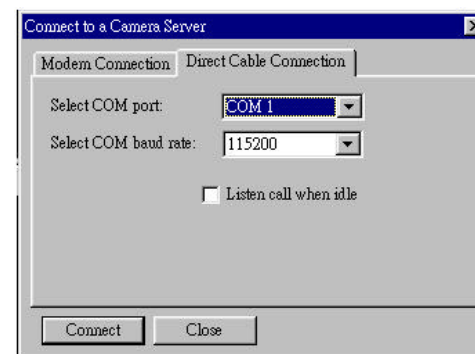 Connect to a Camera Server
Modem Connection Direct Cable Connection
Select COM port: COM 1
Select COM baud rate: 115200
Listen call when idle
Connect Close